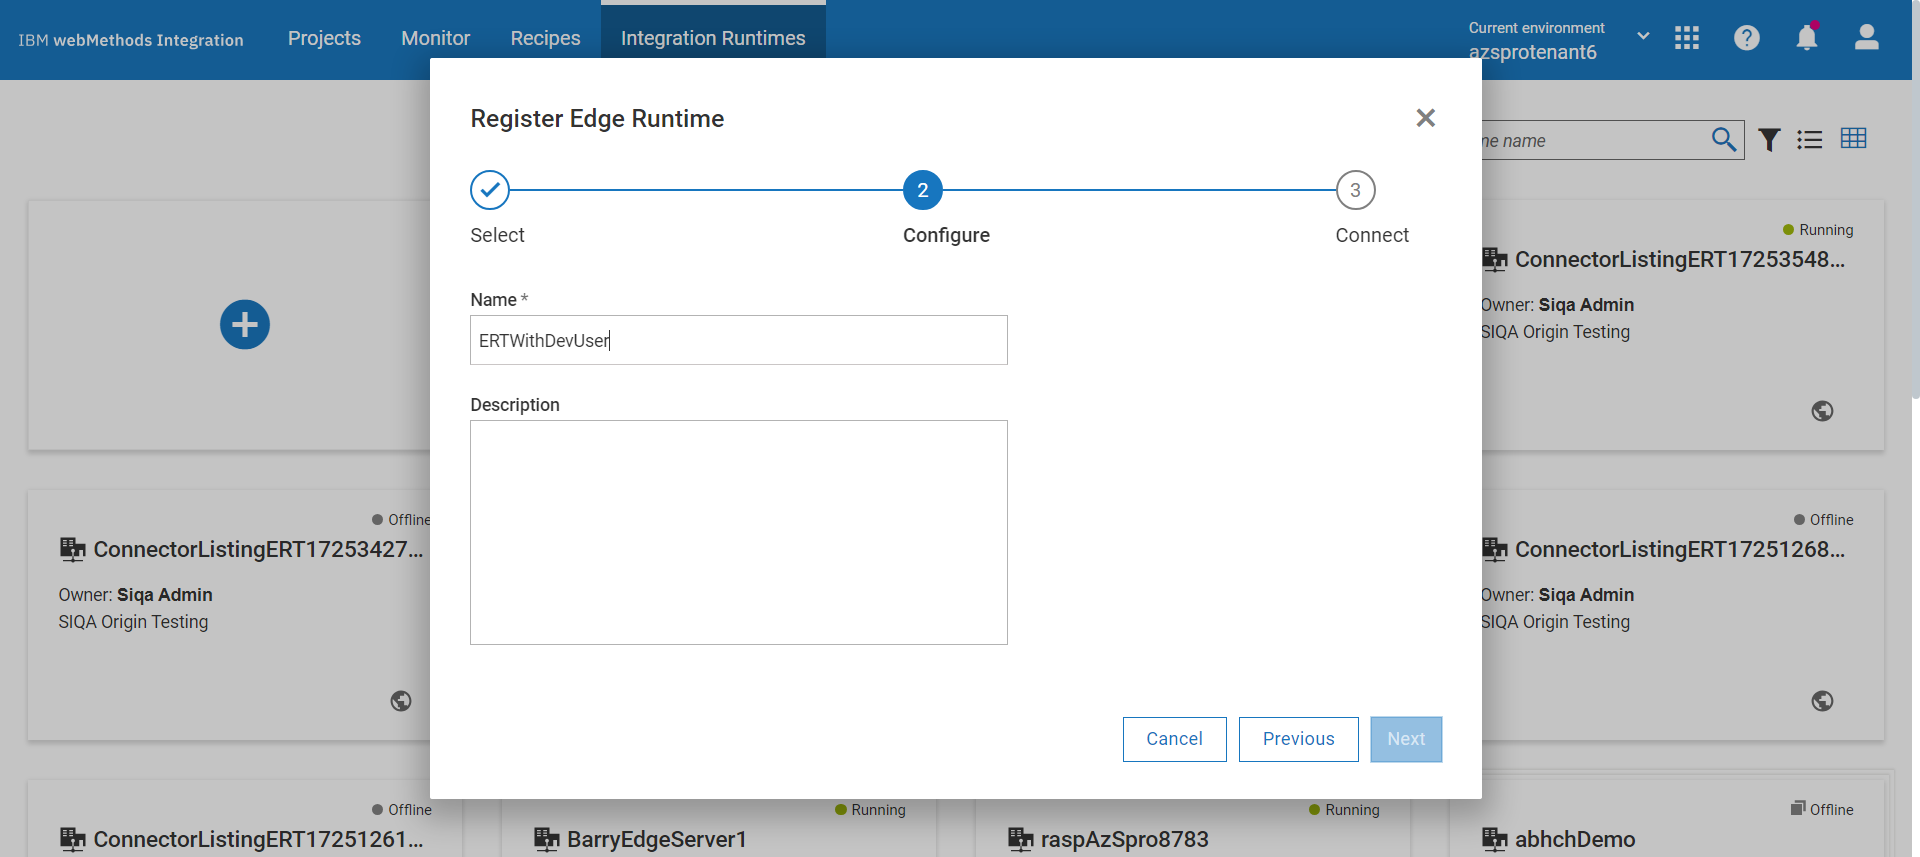 IBM webMethods Integration
Projects
Monitor
Recipes
Integration Runtimes
Current environment
azsprotenant6
Register Edge Runtime
2
3
Select
Configure
Connect
Name *
ERTWithDevUser
Description
Cancel
Previous
Next
name
Running
ConnectorListingERT17253548...
Owner: Siqa Admin
SIQA Origin Testing
Offline
ConnectorListingERT17253427...
Owner: Siqa Admin
SIQA Origin Testing
Offline
ConnectorListingERT17251268...
Owner: Siqa Admin
SIQA Origin Testing
Offline
ConnectorListingERT17251261...
Running
BarryEdgeServer1
Running
raspAzSpro8783
Offline
abhchDemo